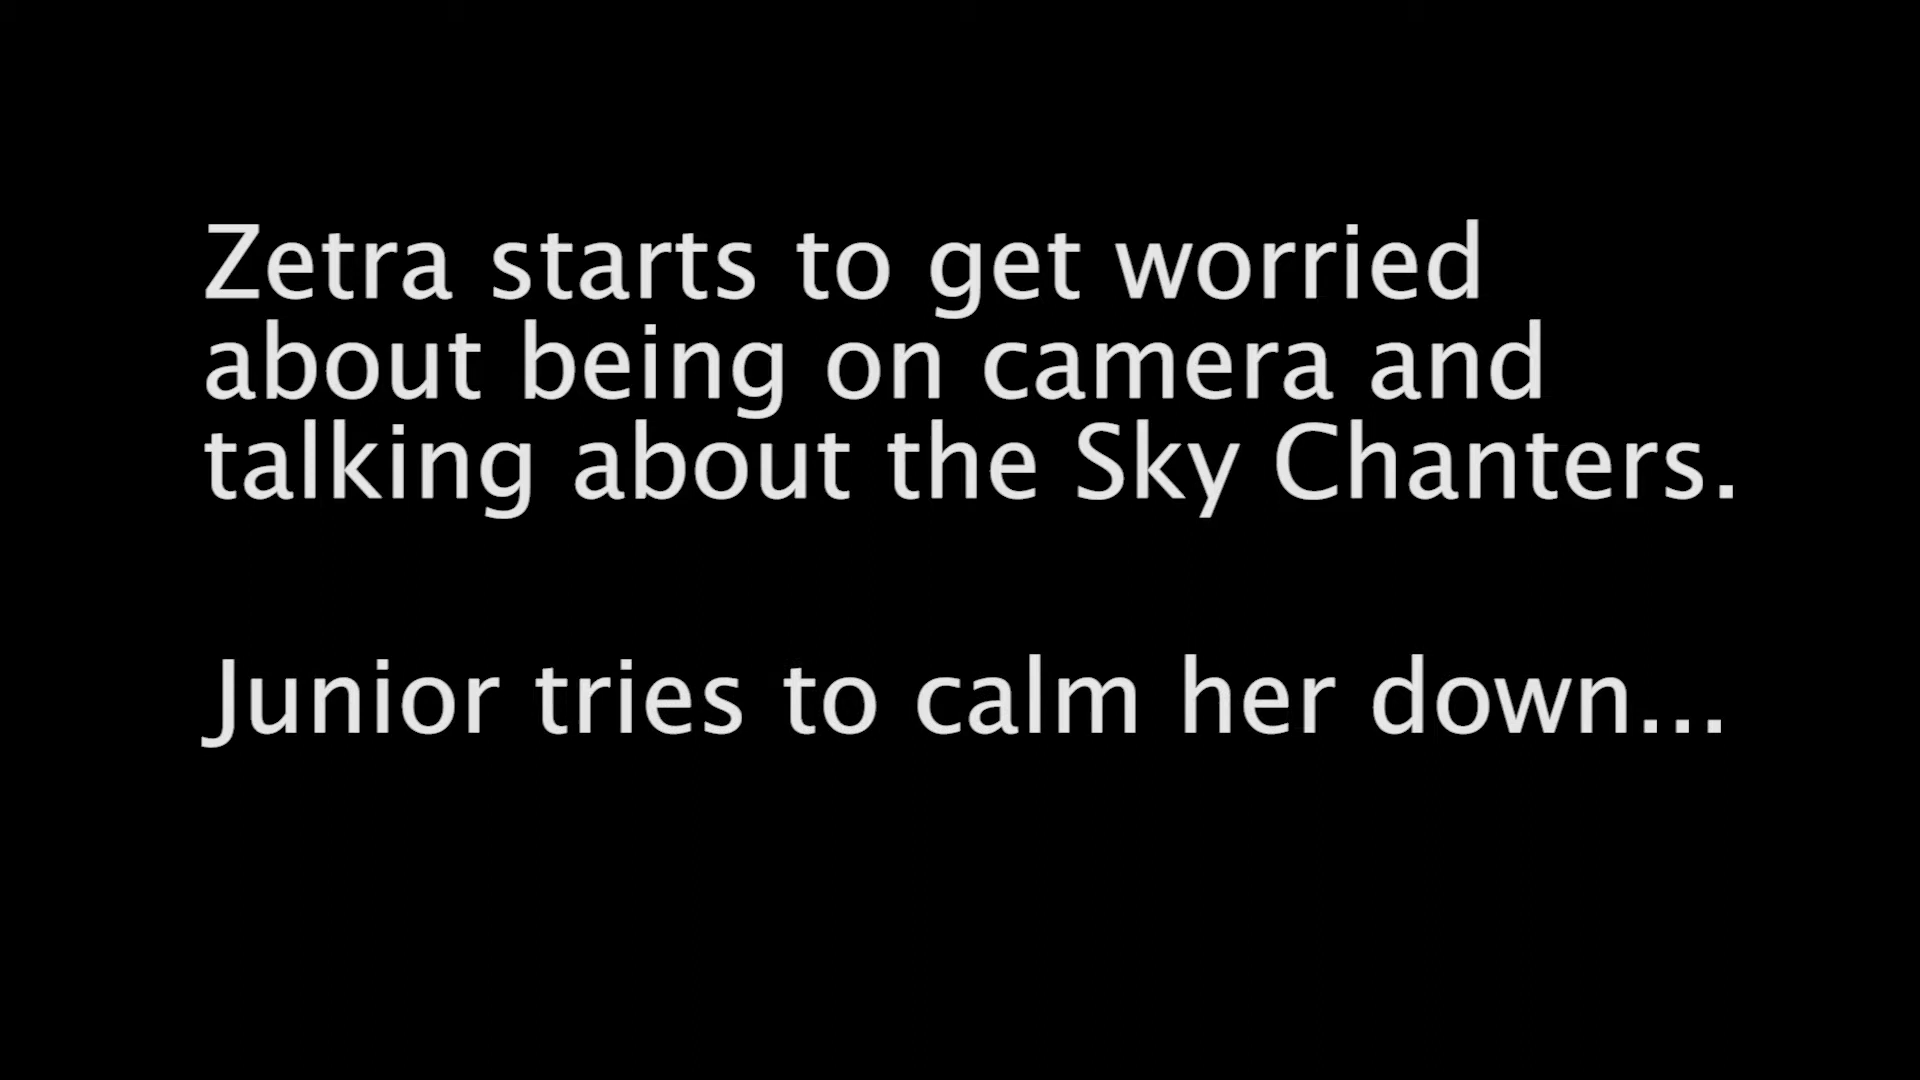 Zetra starts to get worried
about being on camera and
talking about the Sky Chanters.
Junior tries to calm her down...